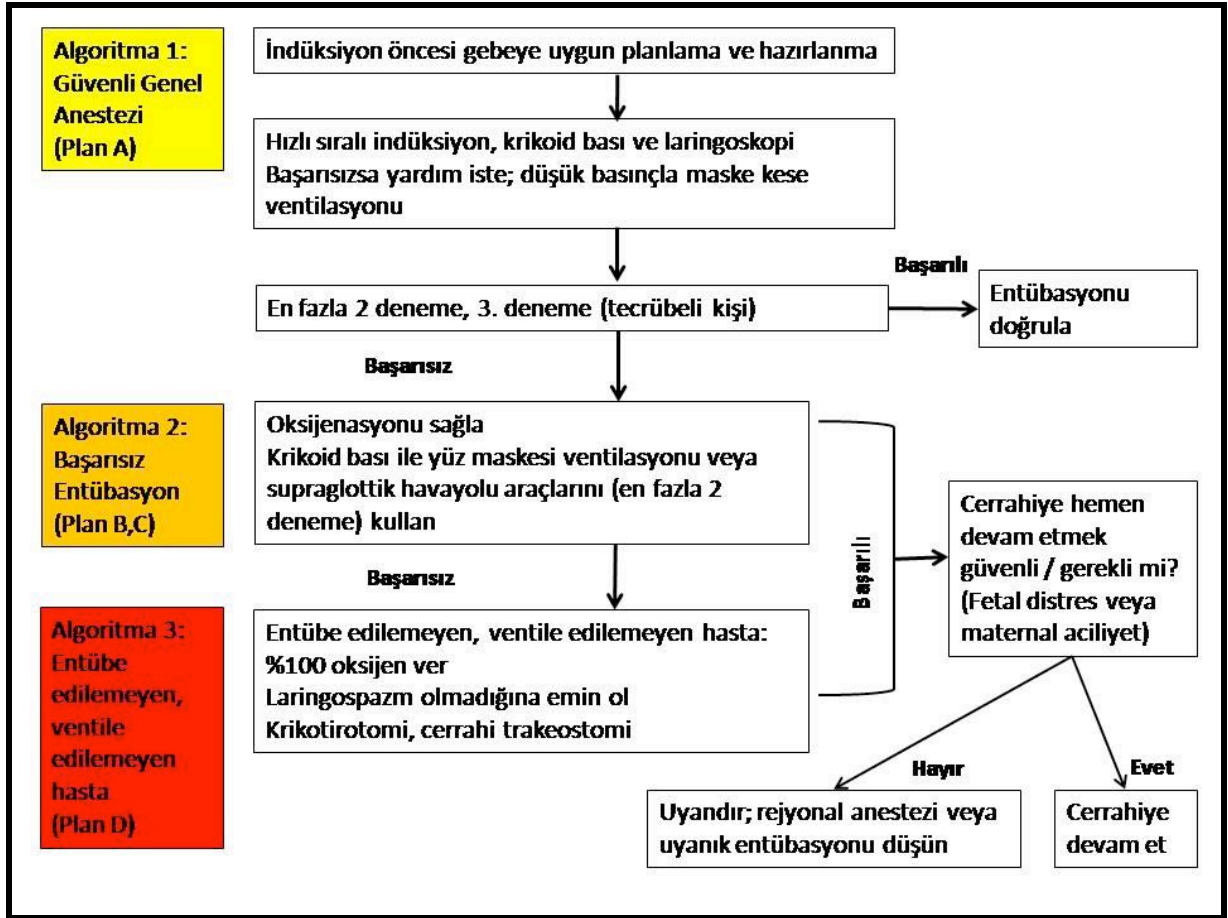 Algoritma 1:
Güvenli Genel
Anestezi
(Plan A)
İndüksiyon öncesi gebeye uygun planlama ve hazırlanma
Hızlı sıralı indüksiyon, krikoid bası ve laringoskopi
Başarısızsa yardım iste; düşük basınçla maske kese
ventilasyonu
En fazla 2 deneme, 3. deneme (tecrübeli kişi)
Başarılı
Entübasyonu
doğrula
Başarısız
Algoritma 2:
Başarısız
Entübasyon
(Plan B,C)
Oksijenasyonu sağla
Krikoid bası ile yüz maskesi ventilasyonu veya
supraglottik havayolu araçlarını (en fazla 2
deneme) kullan
Başarısız
Başarılı
Cerrahiye hemen
devam etmek
güvenli / gerekli mi?
(Fetal distres veya
maternal aciliyet)
Algoritma 3:
Entübe
edilemeyen,
ventile
edilemeyen
hasta
(Plan D)
Entübe edilemeyen, ventile edilemeyen hasta:
%100 oksijen ver
Laringospazm olmadığına emin ol
Krikotirotomi, cerrahi trakeostomi
Hayır
Evet
Uyandır; rejyonal anestezi veya
uyanık entübasyonu düşün
Cerrahiye
devam et